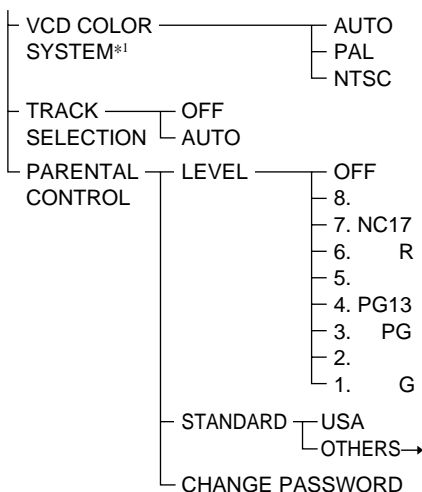 VCD COLOR AUTO
SYSTEM*1 PAL
NTSC
TRACK OFF
SELECTION AUTO
PARENTAL LEVEL OFF
CONTROL 8.
7. NC17
6. R
5.
4. PG13
3. PG
2.
1. G
STANDARD USA
OTHERS→
CHANGE PASSWORD